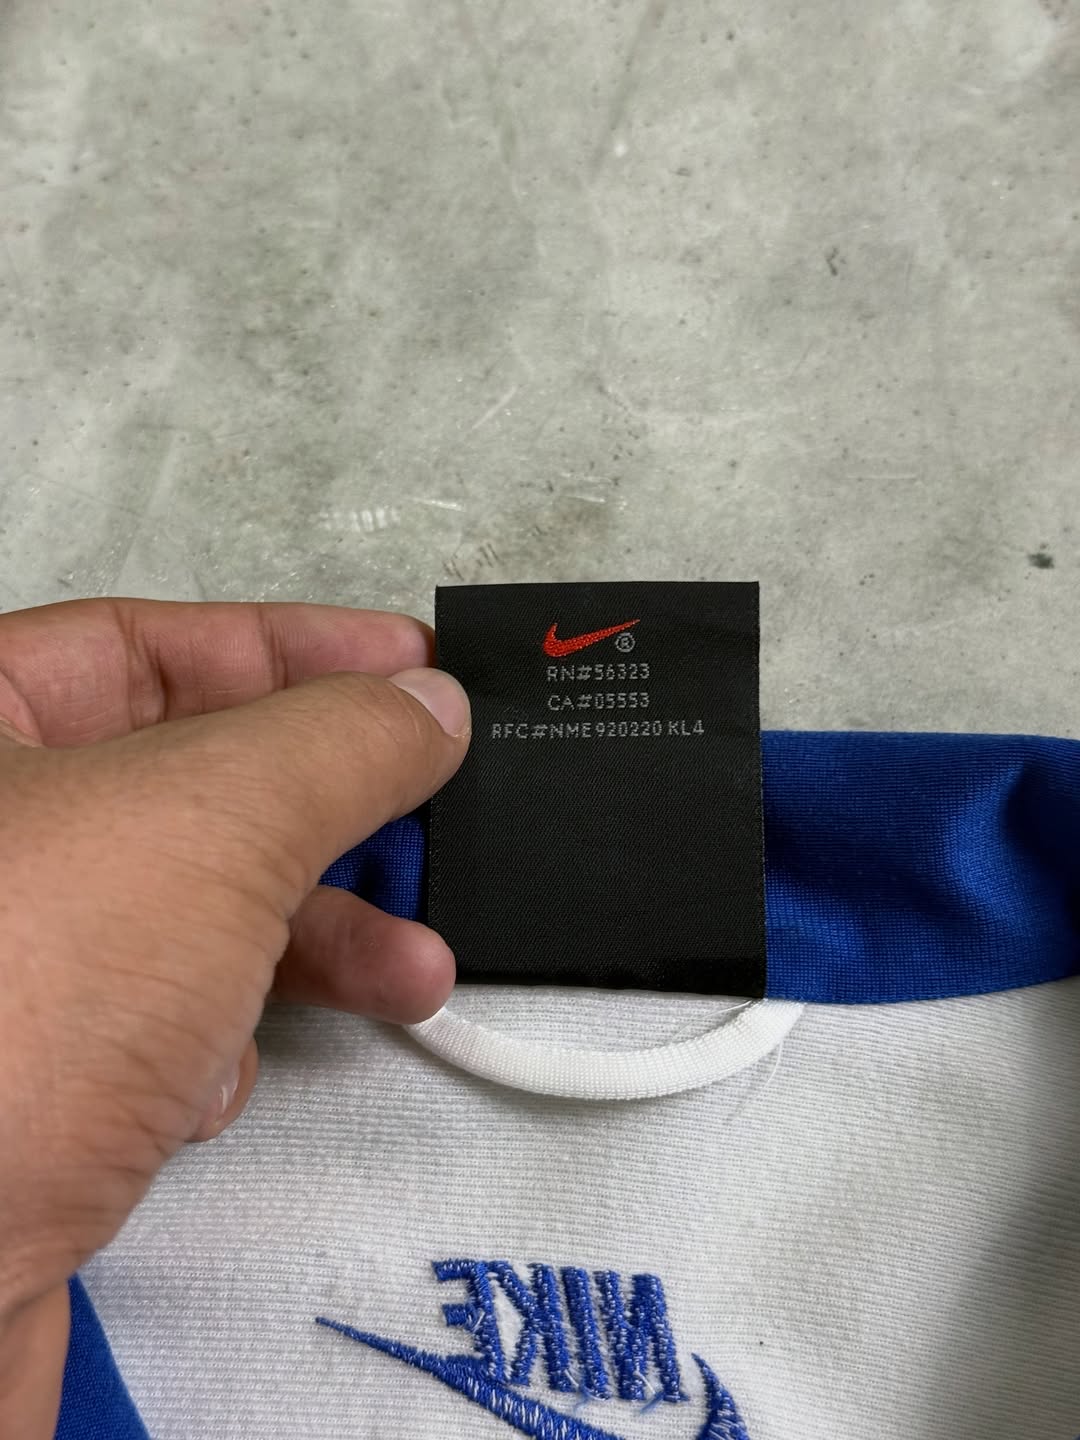 ®
RN#56323
CA#05553
RFC#NME920220 KL4
NIKE